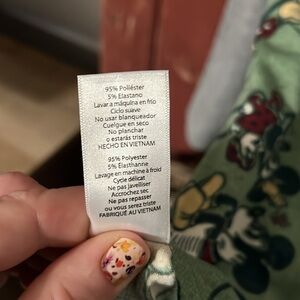 95% Poliéster
5% Elastano
Lavar a máquina en frío
Ciclo suave
No usar blanqueador
Cuelgue en seco
No planchar
o estarás triste
HECHO EN VIETNAM
95% Polyester
5% Elasthanne
Lavage en machine à froid
Cycle délicat
Ne pas javelliser
Accrochez sec
Ne pas repasser
ou vous serez triste
FABRIQUÉ AU VIETNAM